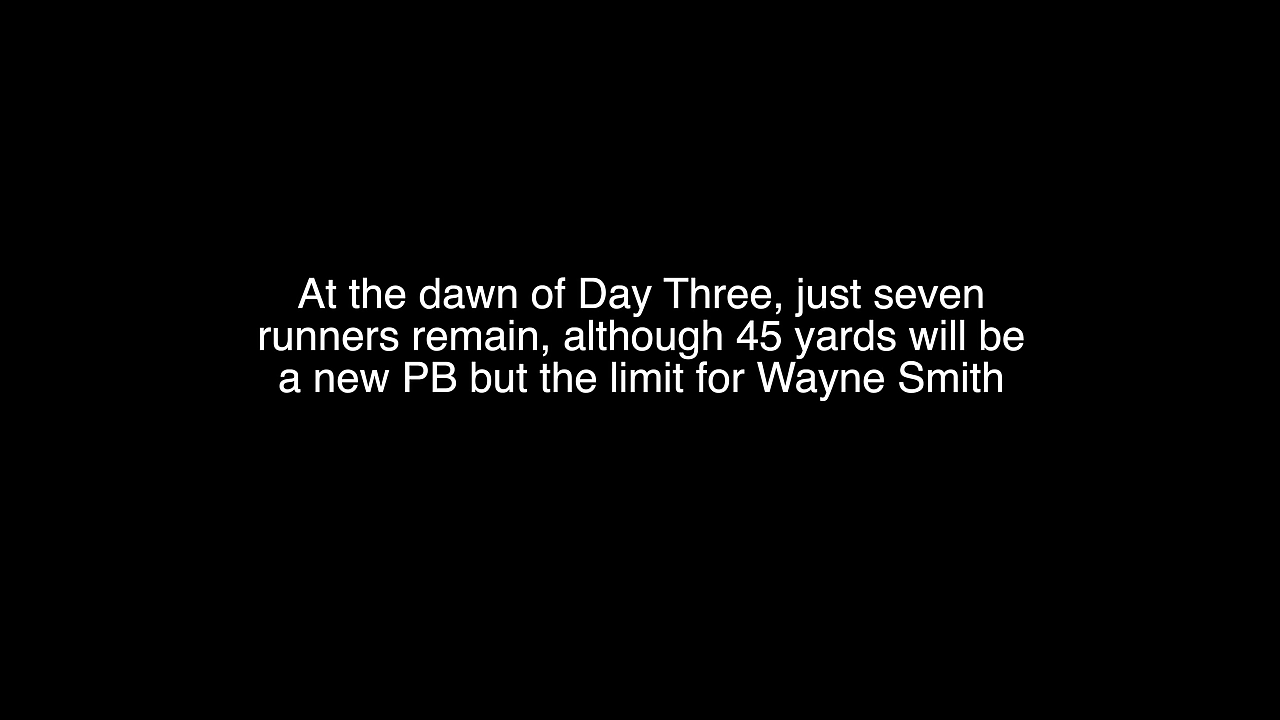 At the dawn of Day Three, just seven
runners remain, although 45 yards will be
a new PB but the limit for Wayne Smith